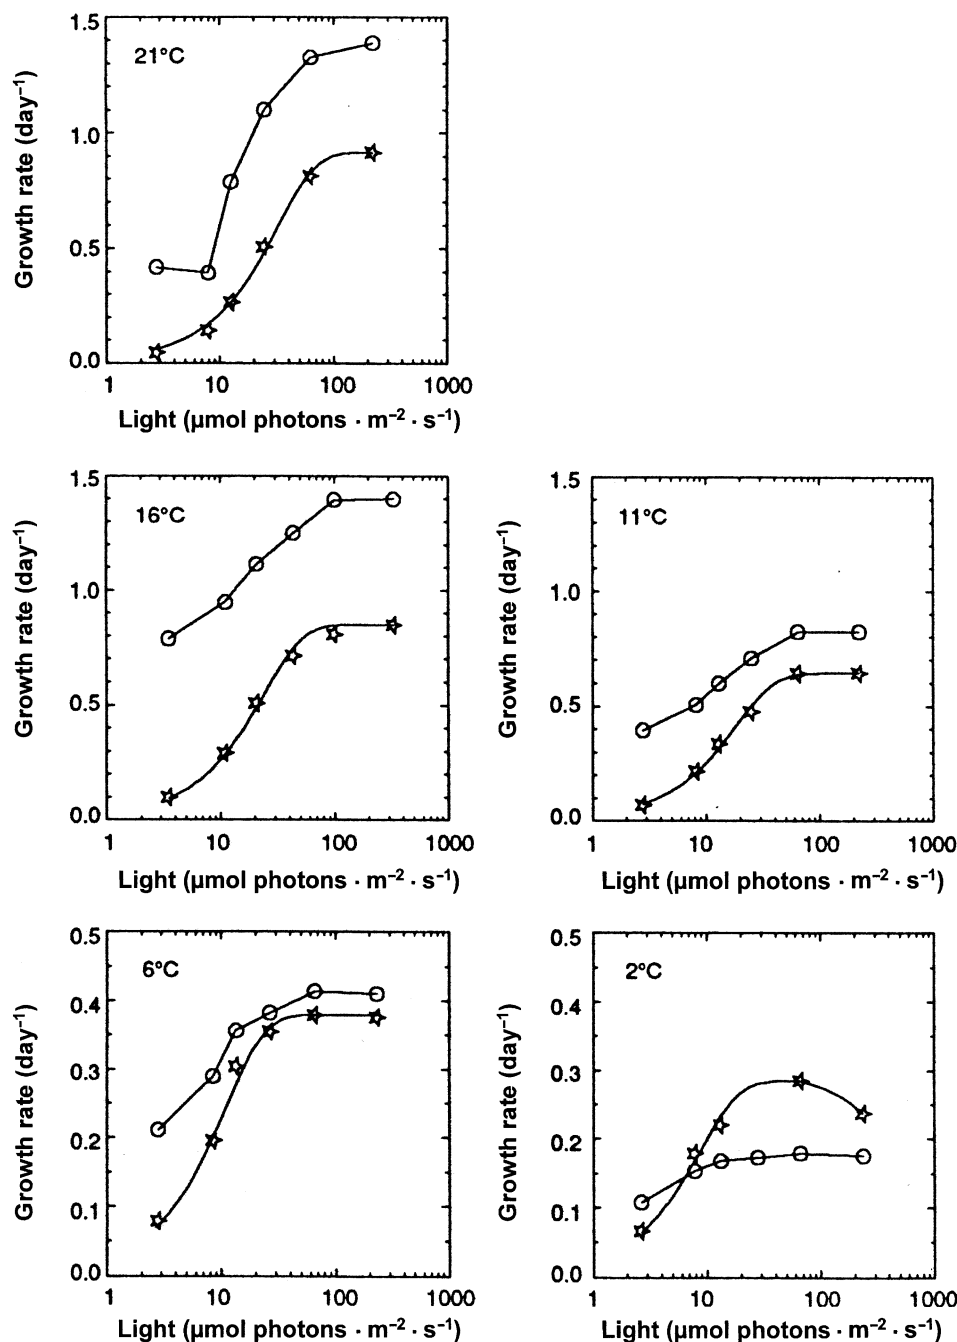 21°C
Growth rate (day⁻¹)
1.5
1.0
0.5
0.0
1 10 100 1000
Light (µmol photons · m⁻² · s⁻¹)
16°C
Growth rate (day⁻¹)
1.5
1.0
0.5
0.0
1 10 100 1000
Light (µmol photons · m⁻² · s⁻¹)
11°C
Growth rate (day⁻¹)
1.5
1.0
0.5
0.0
1 10 100 1000
Light (µmol photons · m⁻² · s⁻¹)
6°C
Growth rate (day⁻¹)
0.5
0.4
0.3
0.2
0.1
0.0
1 10 100 1000
Light (µmol photons · m⁻² · s⁻¹)
2°C
Growth rate (day⁻¹)
0.5
0.4
0.3
0.2
0.1
0.0
1 10 100 1000
Light (µmol photons · m⁻² · s⁻¹)